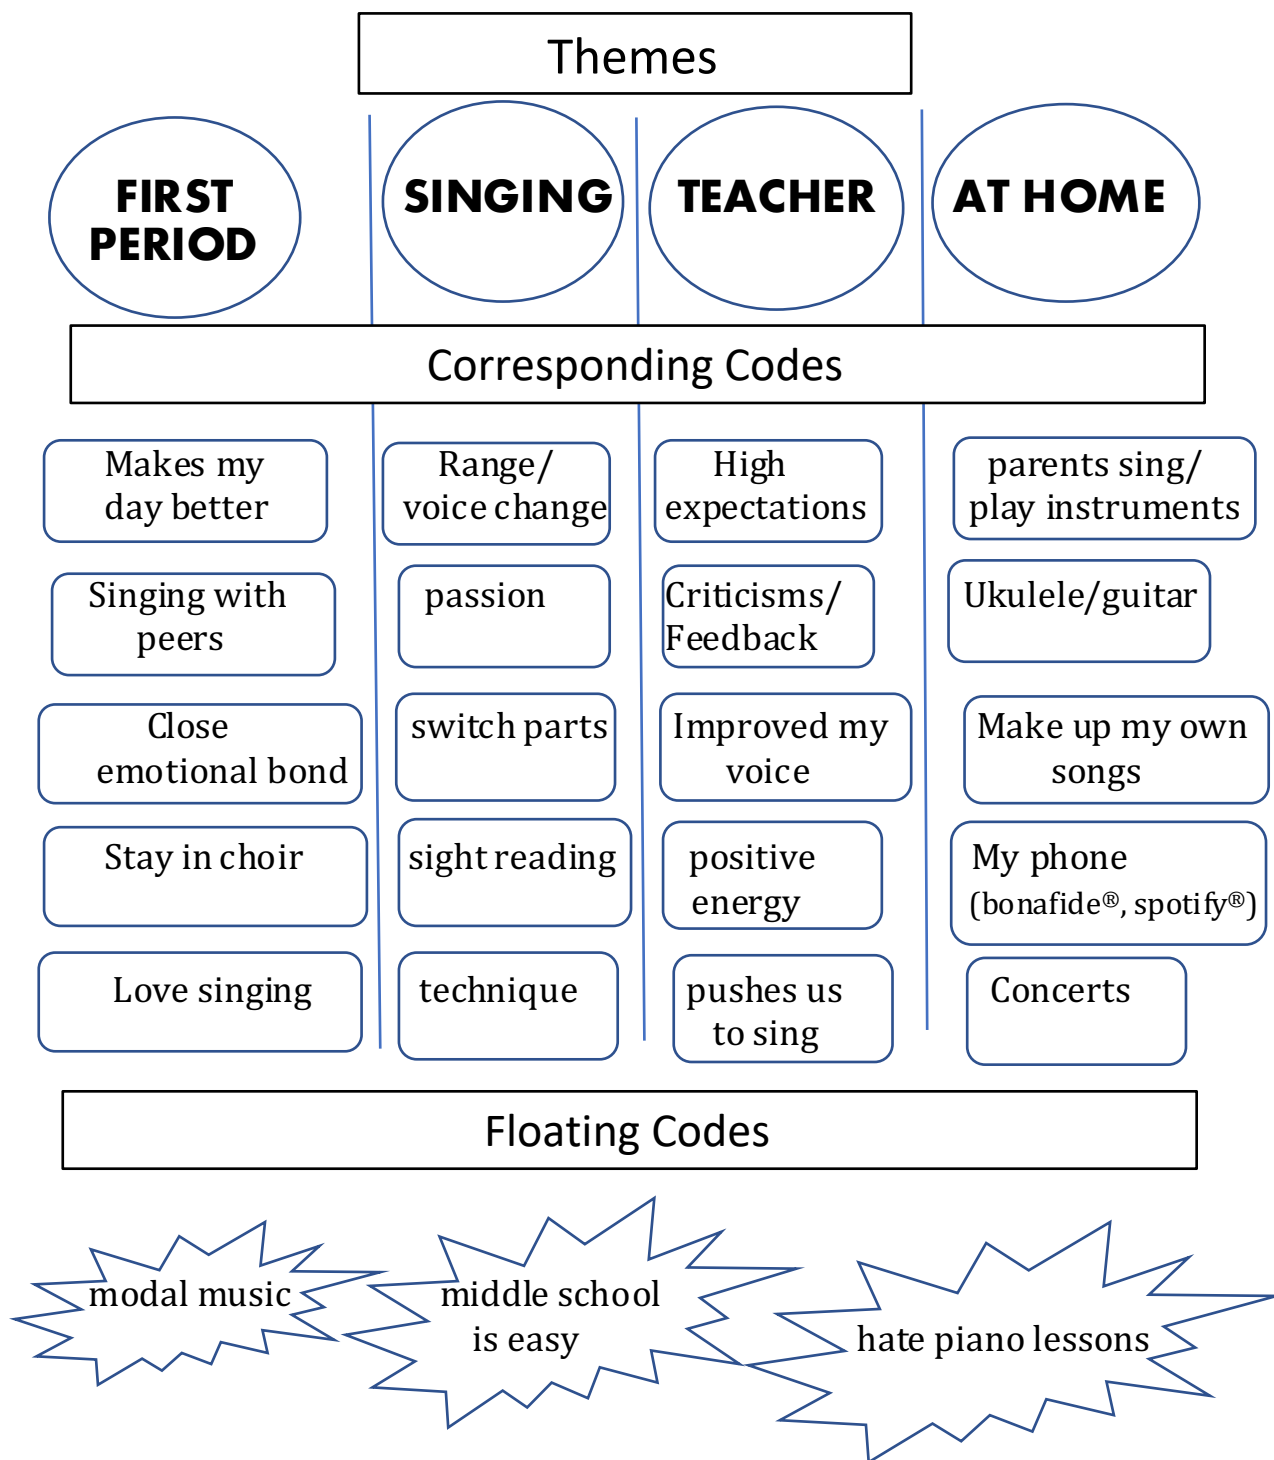 Themes
FIRST
PERIOD
SINGING
TEACHER
AT HOME
Corresponding Codes
Makes my
day better
Range/
voice change
High
expectations
parents sing/
play instruments
Singing with
peers
passion
Criticisms/
Feedback
Ukulele/guitar
Close
emotional bond
switch parts
Improved my
voice
Make up my own
songs
Stay in choir
sight reading
positive
energy
My phone
(bonafide®, spotify®)
Love singing
technique
pushes us
to sing
Concerts
Floating Codes
modal music
middle school
is easy
hate piano lessons